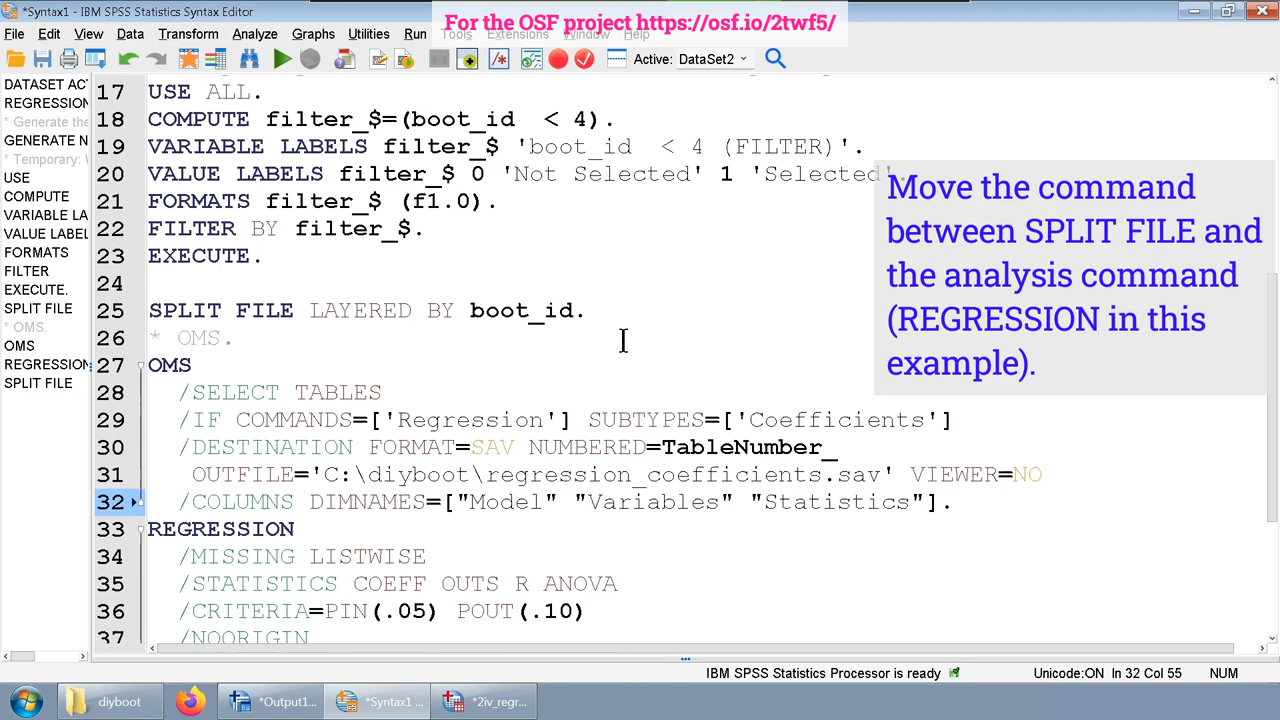 *Syntax1 - IBM SPSS Statistics Syntax Editor
For the OSF project https://osf.io/2twf5/
File Edit View Data Transform Analyze Graphs Utilities Run Tools Extensions Window Help
Active: DataSet2
DATASET AC
REGRESSION
* Generate the
GENERATE N
* Temporary: 
USE
COMPUTE
VARIABLE LA
VALUE LABEL
FORMATS
FILTER
EXECUTE.
SPLIT FILE
* OMS.
OMS
REGRESSION
SPLIT FILE
17 USE ALL.
18 COMPUTE filter_$=(boot_id < 4).
19 VARIABLE LABELS filter_$ 'boot_id < 4 (FILTER)'.
20 VALUE LABELS filter_$ 0 'Not Selected' 1 'Selected'.
21 FORMATS filter_$ (f1.0).
22 FILTER BY filter_$.
23 EXECUTE.
24
25 SPLIT FILE LAYERED BY boot_id.
26 * OMS.
27 OMS
28 /SELECT TABLES
29 /IF COMMANDS=['Regression'] SUBTYPES=['Coefficients']
30 /DESTINATION FORMAT=SAV NUMBERED=TableNumber_
31 OUTFILE='C:\diyboot\regression_coefficients.sav' VIEWER=NO
32 /COLUMNS DIMNAMES=["Model" "Variables" "Statistics"].
33 REGRESSION
34 /MISSING LISTWISE
35 /STATISTICS COEFF OUTS R ANOVA
36 /CRITERIA=PIN(.05) POUT(.10)
37 /NOORIGIN
Move the command
between SPLIT FILE and
the analysis command
(REGRESSION in this
example).
IBM SPSS Statistics Processor is ready Unicode:ON In 32 Col 55 NUM
diyboot *Output1... *Syntax1 ... *2iv_regr...